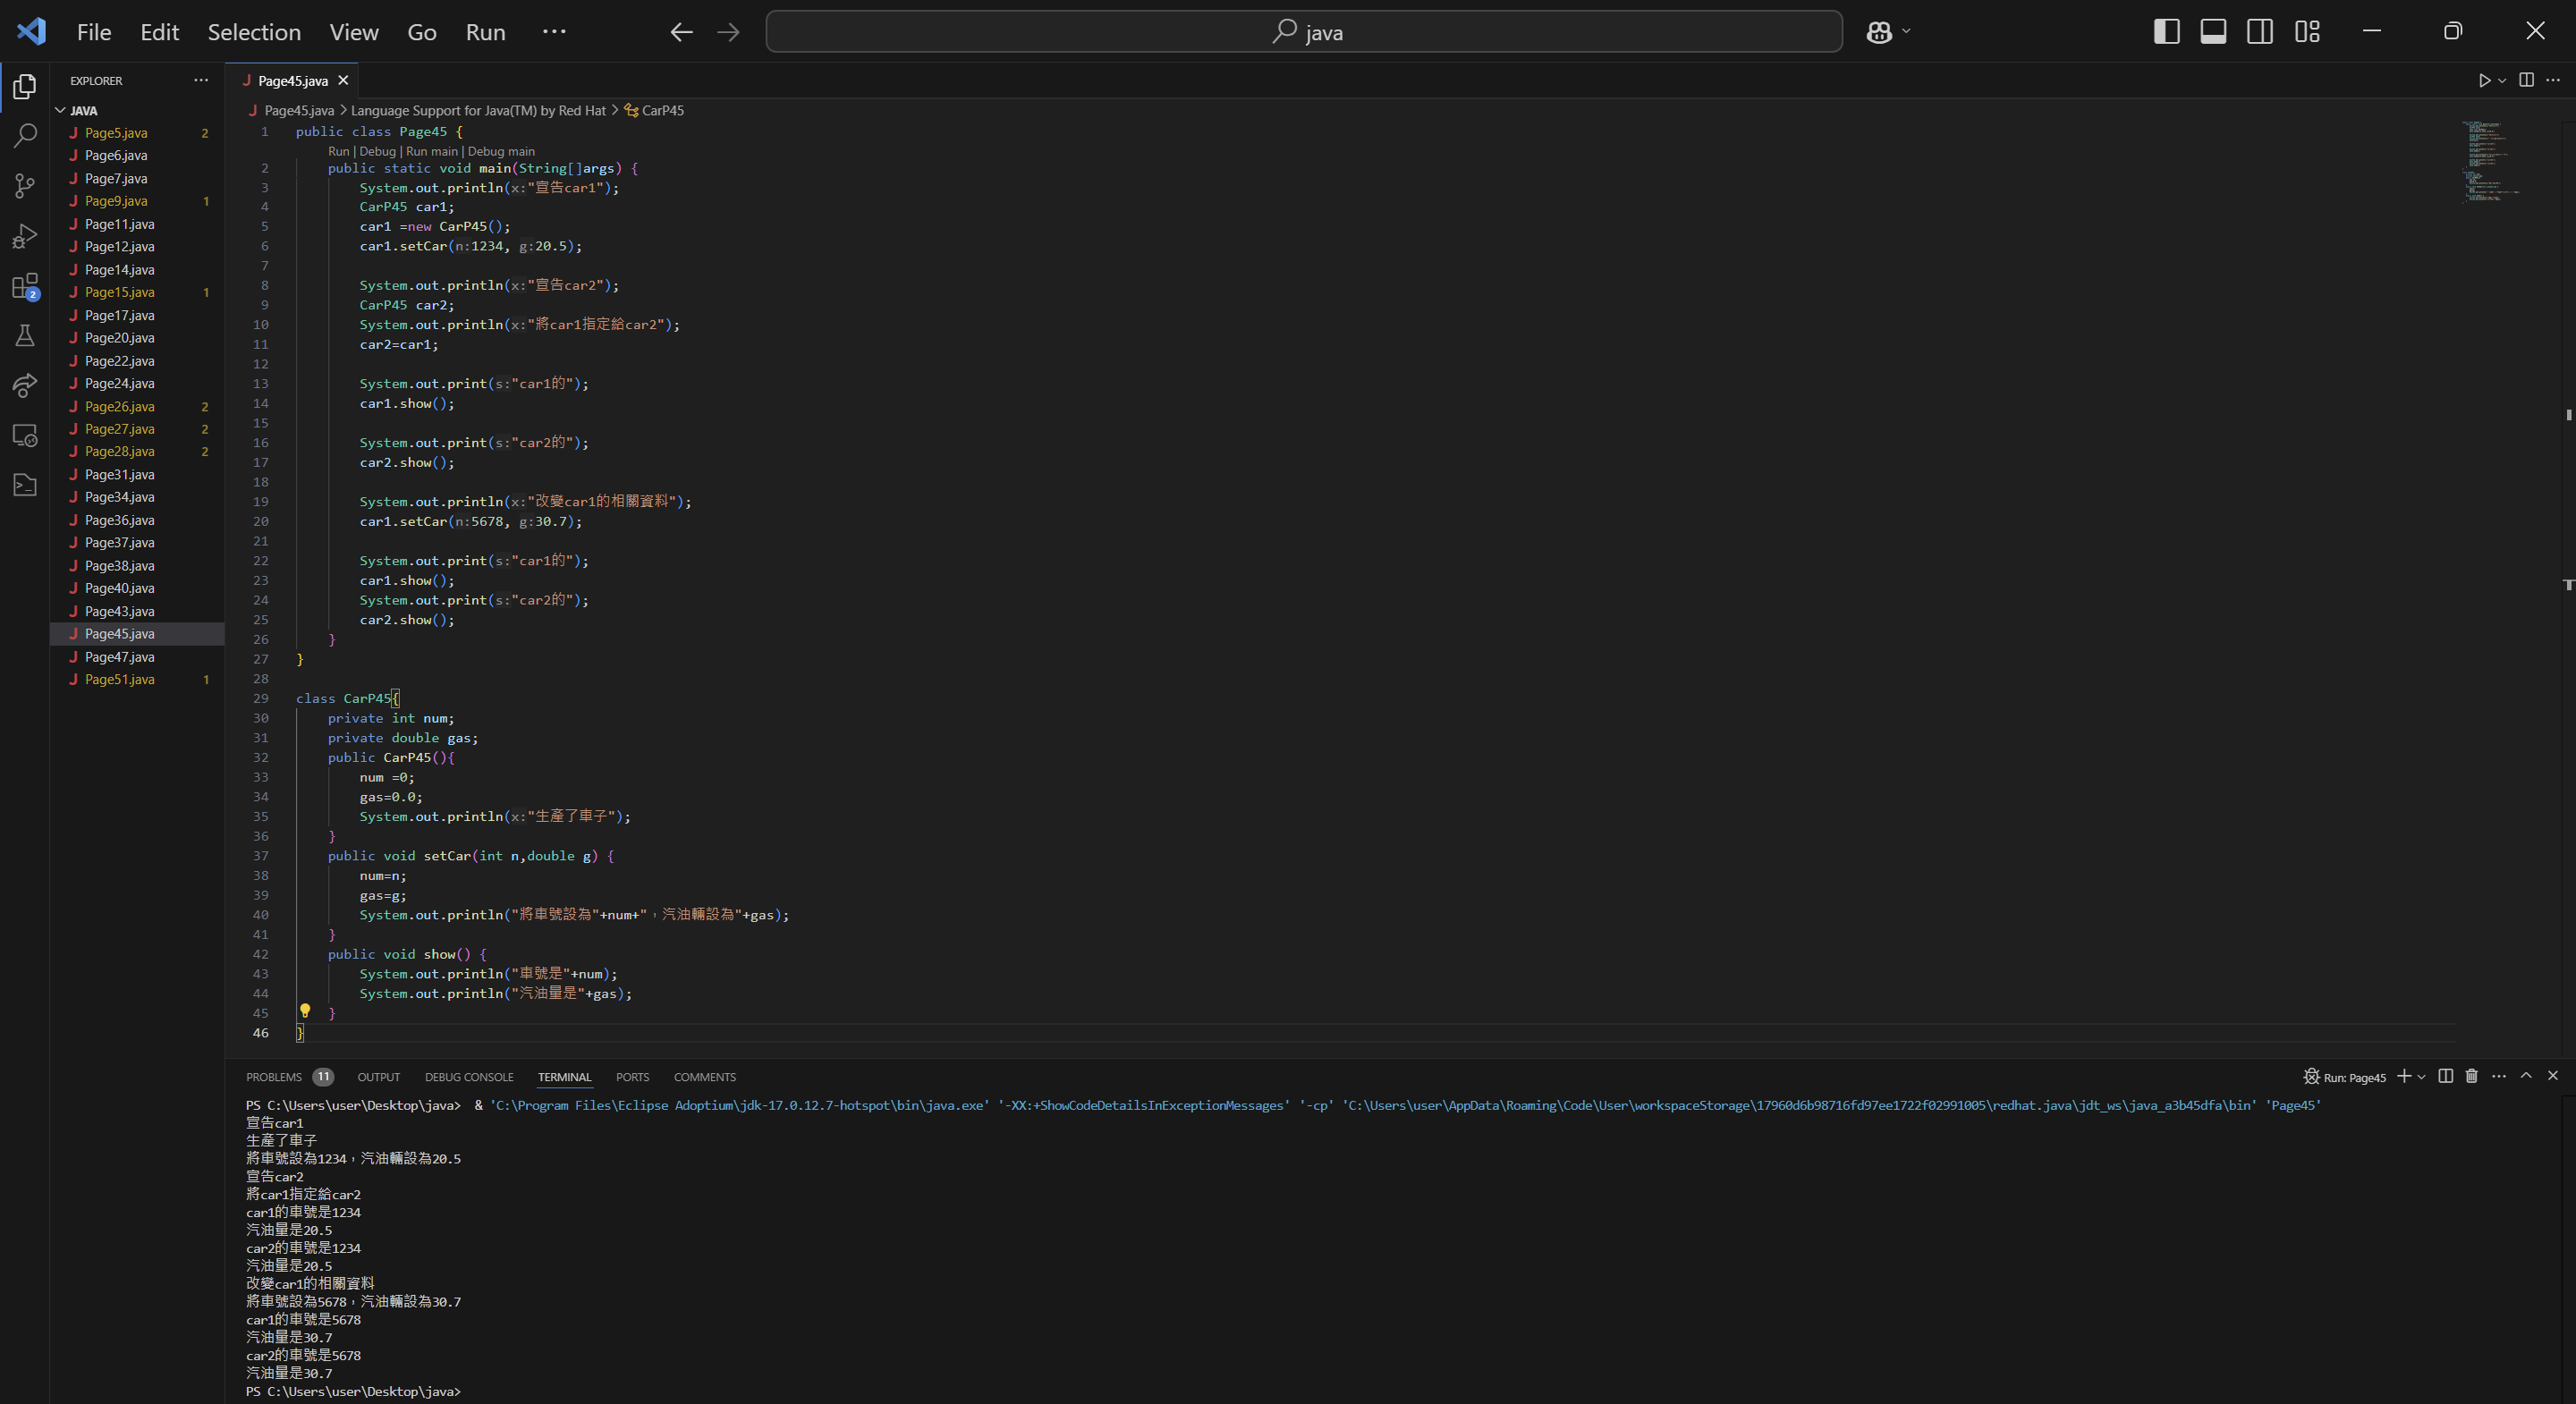 File Edit Selection View Go Run ··· java
EXPLORER ···
JAVA
Page5.java 2
Page6.java
Page7.java
Page9.java 1
Page11.java
Page12.java
Page14.java
Page15.java 1
Page17.java
Page20.java
Page22.java
Page24.java
Page26.java 2
Page27.java 2
Page28.java 2
Page31.java
Page34.java
Page36.java
Page37.java
Page38.java
Page40.java
Page43.java
Page45.java
Page47.java
Page51.java 1
2
J Page45.java
J Page45.java > Language Support for Java(TM) by Red Hat > CarP45
1 public class Page45 {
Run | Debug | Run main | Debug main
2 public static void main(String[]args) {
3 System.out.println(x:"宣告car1");
4 CarP45 car1;
5 car1 =new CarP45();
6 car1.setCar(n:1234, g:20.5);
7
8 System.out.println(x:"宣告car2");
9 CarP45 car2;
10 System.out.println(x:"將car1指定給car2");
11 car2=car1;
12
13 System.out.print(s:"car1的");
14 car1.show();
15
16 System.out.print(s:"car2的");
17 car2.show();
18
19 System.out.println(x:"改變car1的相關資料");
20 car1.setCar(n:5678, g:30.7);
21
22 System.out.print(s:"car1的");
23 car1.show();
24 System.out.print(s:"car2的");
25 car2.show();
26 }
27 }
28
29 class CarP45{
30 private int num;
31 private double gas;
32 public CarP45(){
33 num =0;
34 gas=0.0;
35 System.out.println(x:"生產了車子");
36 }
37 public void setCar(int n,double g) {
38 num=n;
39 gas=g;
40 System.out.println("將車號設為"+num+"，汽油輛設為"+gas);
41 }
42 public void show() {
43 System.out.println("車號是"+num);
44 System.out.println("汽油量是"+gas);
45 }
46 }
PROBLEMS 11 OUTPUT DEBUG CONSOLE TERMINAL PORTS COMMENTS Run: Page45
PS C:\Users\user\Desktop\java> & 'C:\Program Files\Eclipse Adoptium\jdk-17.0.12.7-hotspot\bin\java.exe' '-XX:+ShowCodeDetailsInExceptionMessages' '-cp' 'C:\Users\user\AppData\Roaming\Code\User\workspaceStorage\17960d6b98716fd97ee1722f02991005\redhat.java\jdt_ws\java_a3b45dfa\bin' 'Page45'
宣告car1
生產了車子
將車號設為1234，汽油輛設為20.5
宣告car2
將car1指定給car2
car1的車號是1234
汽油量是20.5
car2的車號是1234
汽油量是20.5
改變car1的相關資料
將車號設為5678，汽油輛設為30.7
car1的車號是5678
汽油量是30.7
car2的車號是5678
汽油量是30.7
PS C:\Users\user\Desktop\java>